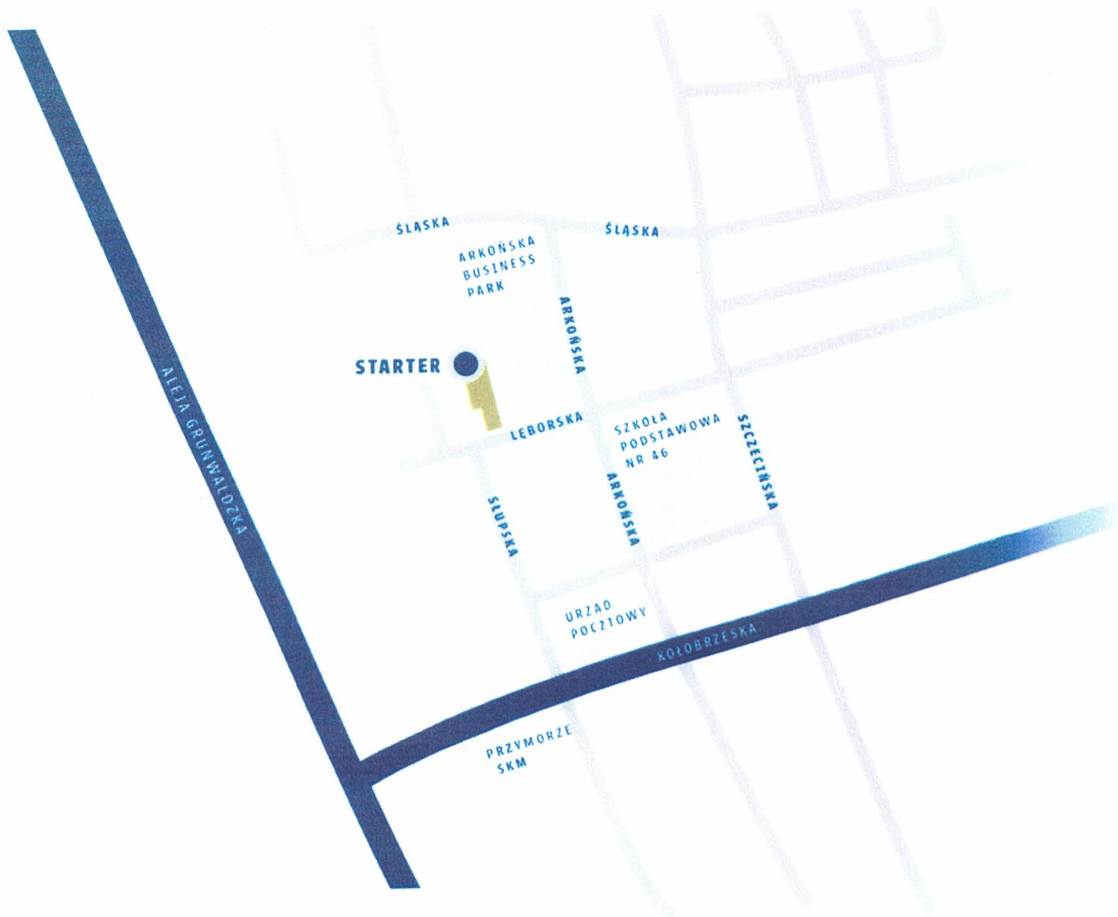 ŚLĄSKA
ŚLĄSKA
ARKOŃSKA
BUSINESS
PARK
ARKOŃSKA
STARTER
ALEJA GRUNWALDZKA
LĘBORSKA
SZKOŁA
PODSTAWOWA
NR 46
SZCZECIŃSKA
ARKOŃSKA
SŁUPSKA
URZĄD
POCZTOWY
KOŁOBRZESKA
PRZYMORZE
SKM